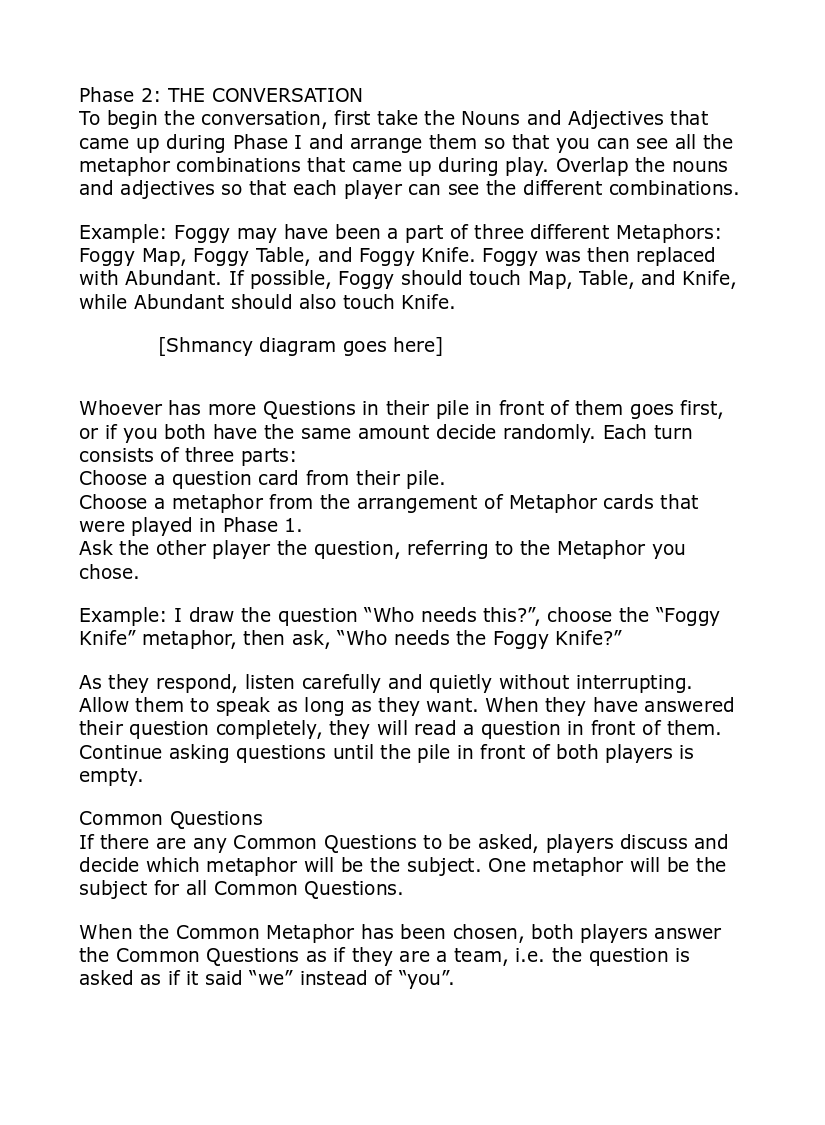 Phase 2: THE CONVERSATION
To begin the conversation, first take the Nouns and Adjectives that
came up during Phase I and arrange them so that you can see all the
metaphor combinations that came up during play. Overlap the nouns
and adjectives so that each player can see the different combinations.
Example: Foggy may have been a part of three different Metaphors:
Foggy Map, Foggy Table, and Foggy Knife. Foggy was then replaced
with Abundant. If possible, Foggy should touch Map, Table, and Knife,
while Abundant should also touch Knife.
[Shmancy diagram goes here]
Whoever has more Questions in their pile in front of them goes first,
or if you both have the same amount decide randomly. Each turn
consists of three parts:
Choose a question card from their pile.
Choose a metaphor from the arrangement of Metaphor cards that
were played in Phase 1.
Ask the other player the question, referring to the Metaphor you
chose.
Example: I draw the question “Who needs this?”, choose the “Foggy
Knife” metaphor, then ask, “Who needs the Foggy Knife?”
As they respond, listen carefully and quietly without interrupting.
Allow them to speak as long as they want. When they have answered
their question completely, they will read a question in front of them.
Continue asking questions until the pile in front of both players is
empty.
Common Questions
If there are any Common Questions to be asked, players discuss and
decide which metaphor will be the subject. One metaphor will be the
subject for all Common Questions.
When the Common Metaphor has been chosen, both players answer
the Common Questions as if they are a team, i.e. the question is
asked as if it said “we” instead of “you”.